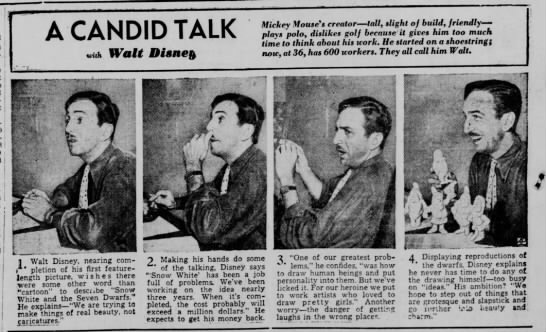 A CANDID TALK
with Walt Disney
Mickey Mouse's creator—tall, slight of build, friendly—
plays polo, dislikes golf because it gives him too much
time to think about his work. He started on a shoestring;
now, at 36, has 600 workers. They all call him Walt.
1. Walt Disney, nearing com-
pletion of his first feature-
length picture, wishes there
were some other word than
"cartoon" to describe "Snow
White and the Seven Dwarfs."
He explains—"We are trying to
make things of real beauty, not
caricatures."
2. Making his hands do some
of the talking, Disney says
"Snow White' has been a job
full of problems. We've been
working on the idea nearly
three years. When it's com-
pleted, the cost probably will
exceed a million dollars." He
expects to get his money back.
3. "One of our greatest prob-
lems," he confides, "was how
to draw human beings and put
personality into them. But we've
licked it. For our heroine we put
to work artists who loved to
draw pretty girls." Another
worry—the danger of getting
laughs in the wrong places.
4. Displaying reproductions of
the dwarfs, Disney explains
he never has time to do any of
the drawing himself—too busy
on "ideas." His ambition? "We
hope to step out of things that
are grotesque and slapstick and
go further into beauty and
charm."